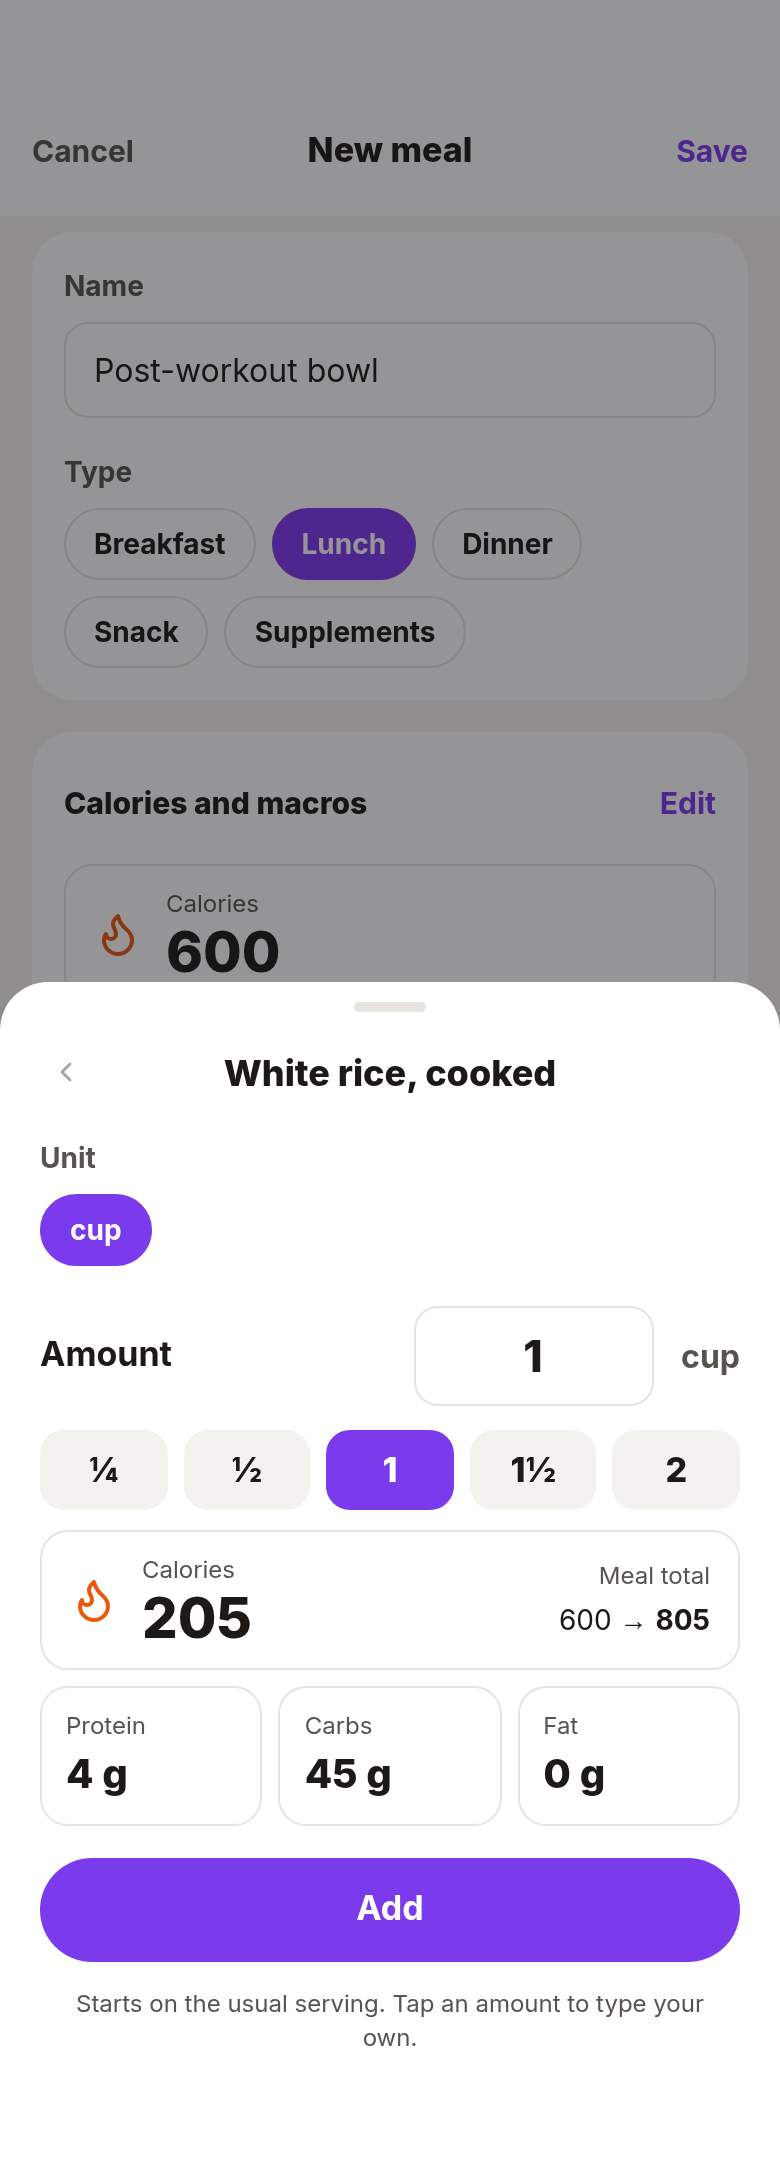 Cancel
New meal
Save
Name
Post-workout bowl
Type
Breakfast
Lunch
Dinner
Snack
Supplements
Calories and macros
Edit
Calories
600
White rice, cooked
Unit
cup
Amount
1
cup
¼
½
1
1½
2
Calories
205
Meal total
600 → 805
Protein
4 g
Carbs
45 g
Fat
0 g
Add
Starts on the usual serving. Tap an amount to type your
own.